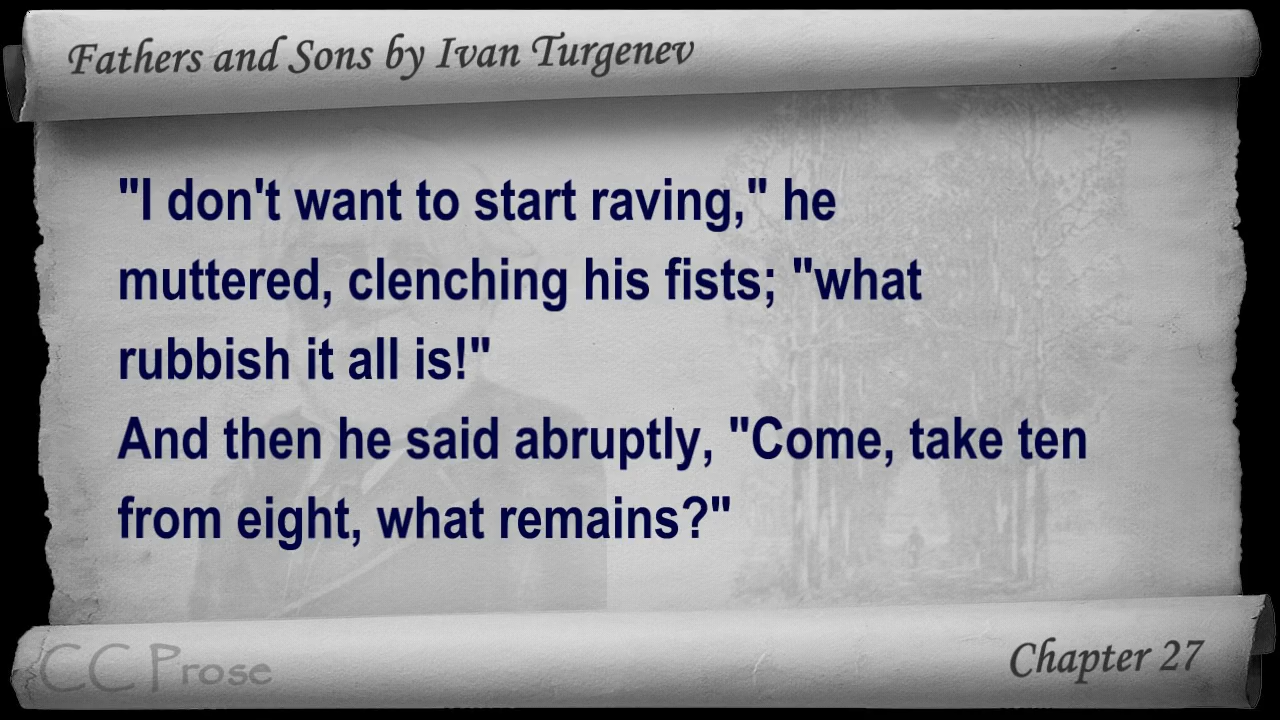 Fathers and Sons by Ivan Turgenev
"I don't want to start raving," he
muttered, clenching his fists; "what
rubbish it all is!"
And then he said abruptly, "Come, take ten
from eight, what remains?"
CC Prose
Chapter 27